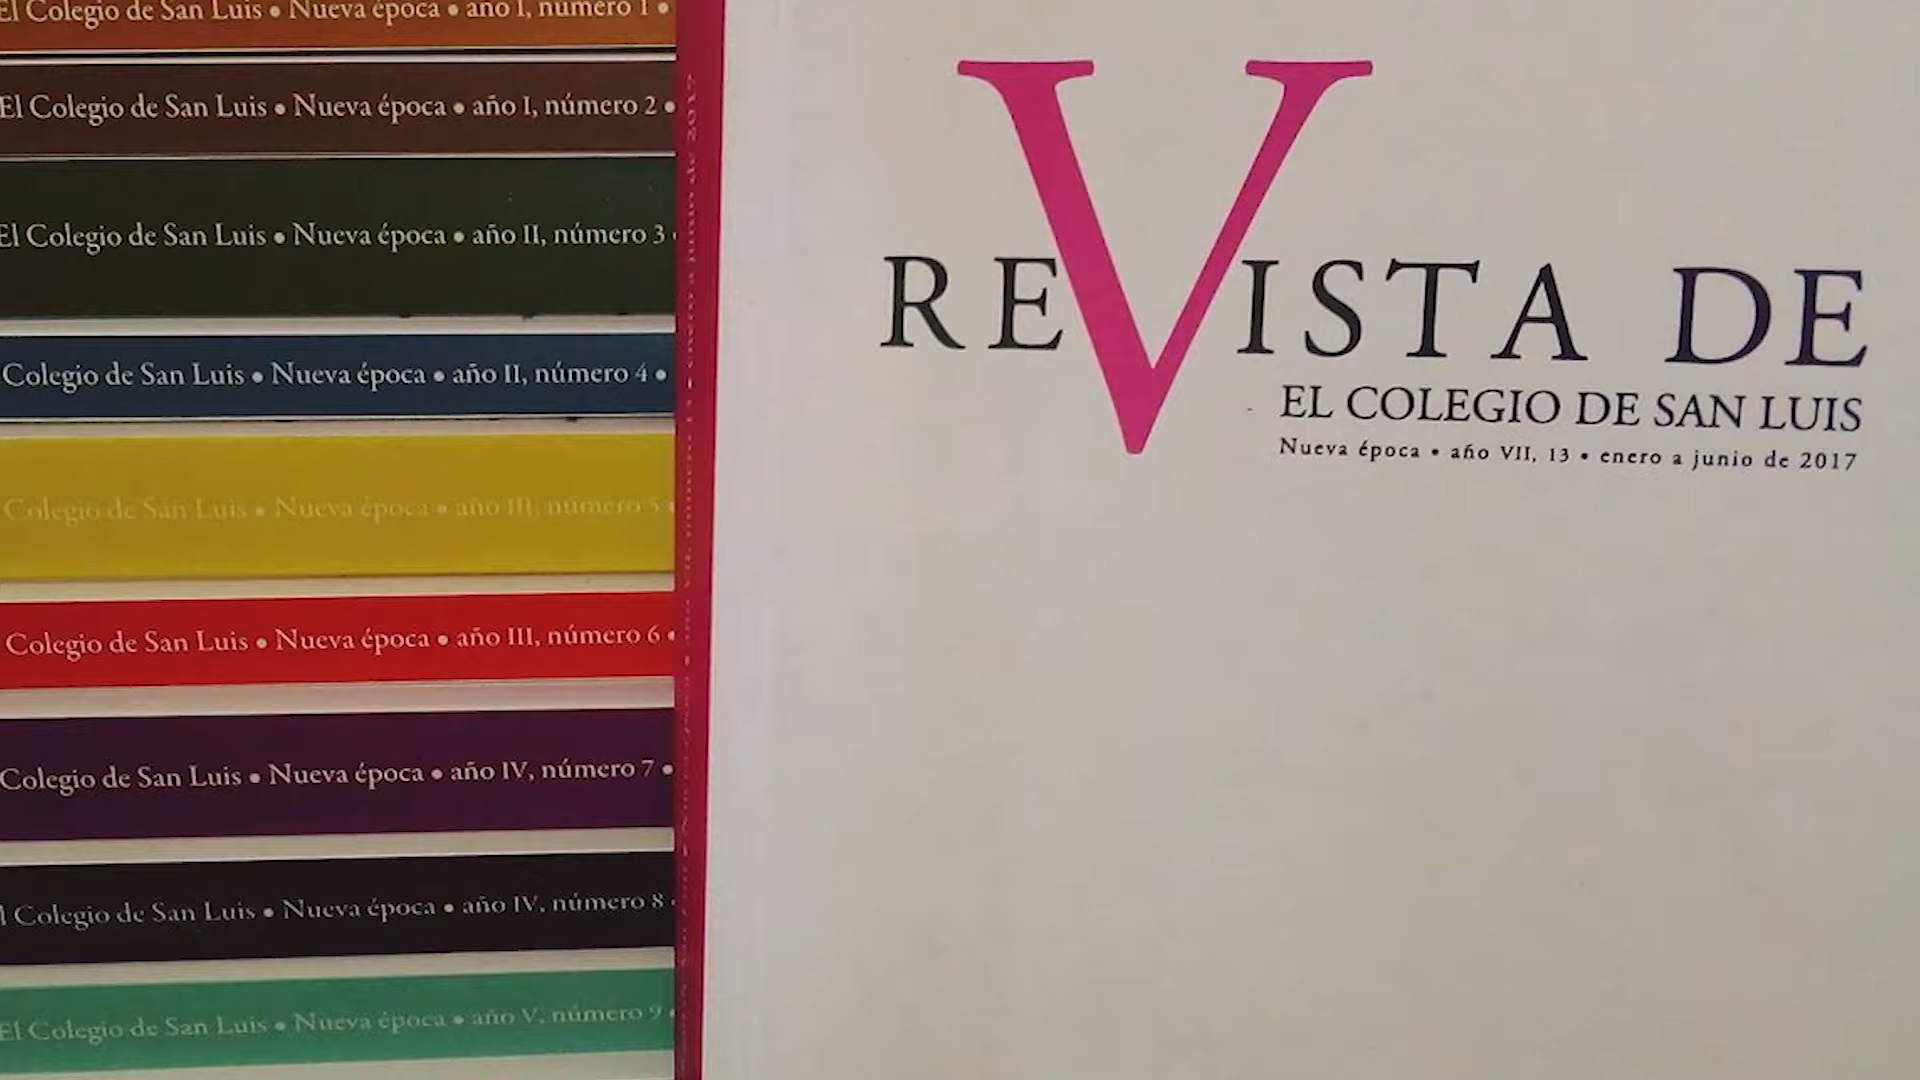 El Colegio de San Luis • Nueva época • año I, número 1 •
El Colegio de San Luis • Nueva época • año I, número 2 •
El Colegio de San Luis • Nueva época • año II, número 3 •
Colegio de San Luis • Nueva época • año II, número 4 •
Colegio de San Luis • Nueva época • año III, número 5 •
Colegio de San Luis • Nueva época • año III, número 6 •
Colegio de San Luis • Nueva época • año IV, número 7 •
Colegio de San Luis • Nueva época • año IV, número 8 •
El Colegio de San Luis • Nueva época • año V, número 9 •
enero a junio de 2017
REVISTA DE
EL COLEGIO DE SAN LUIS
Nueva época • año VII, 13 • enero a junio de 2017